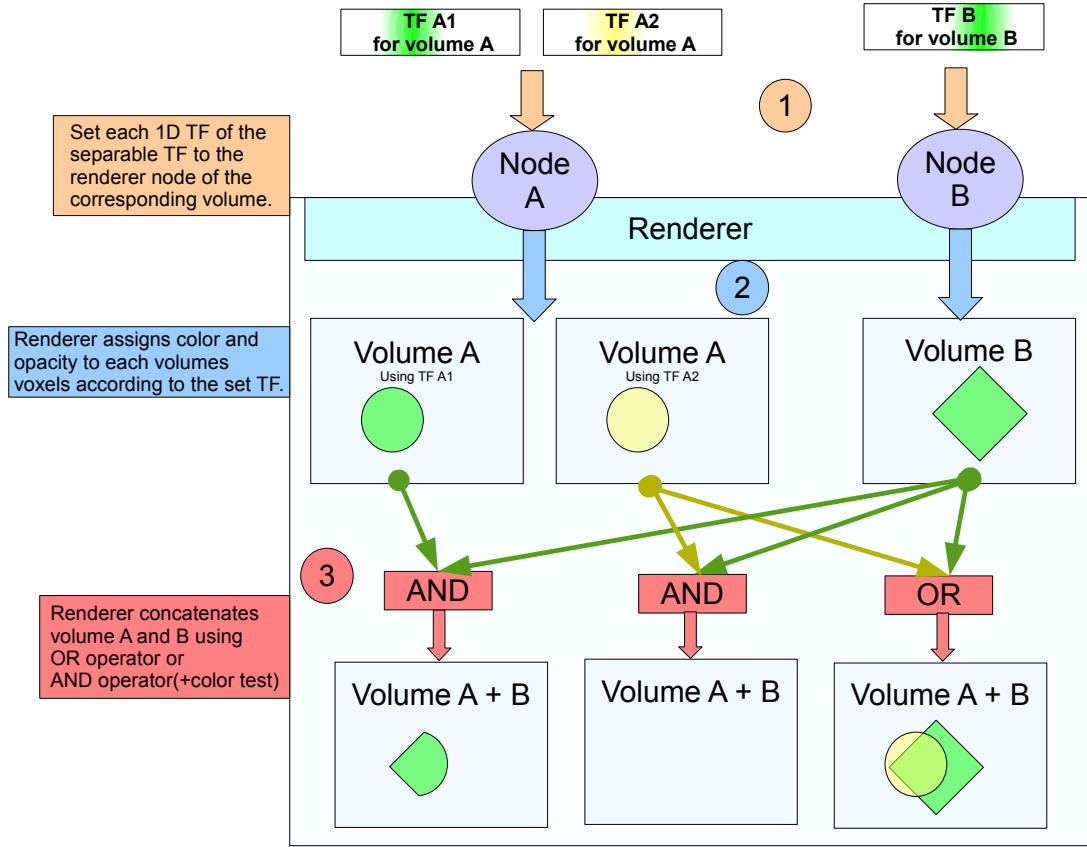 TF A1
for volume A
TF A2
for volume A
TF B
for volume B
1
Set each 1D TF of the
separable TF to the
renderer node of the
corresponding volume.
Node
A
Node
B
Renderer
2
Renderer assigns color and
opacity to each volumes
voxels according to the set TF.
Volume A
Using TF A1
Volume A
Using TF A2
Volume B
3
AND
AND
OR
Renderer concatenates
volume A and B using
OR operator or
AND operator(+color test)
Volume A + B
Volume A + B
Volume A + B